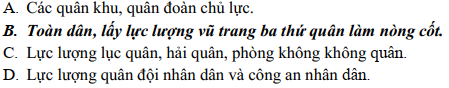 A. Các quân khu, quân đoàn chủ lực.
B. Toàn dân, lấy lực lượng vũ trang ba thứ quân làm nòng cốt.
C. Lực lượng lục quân, hải quân, phòng không không quân.
D. Lực lượng quân đội nhân dân và công an nhân dân.